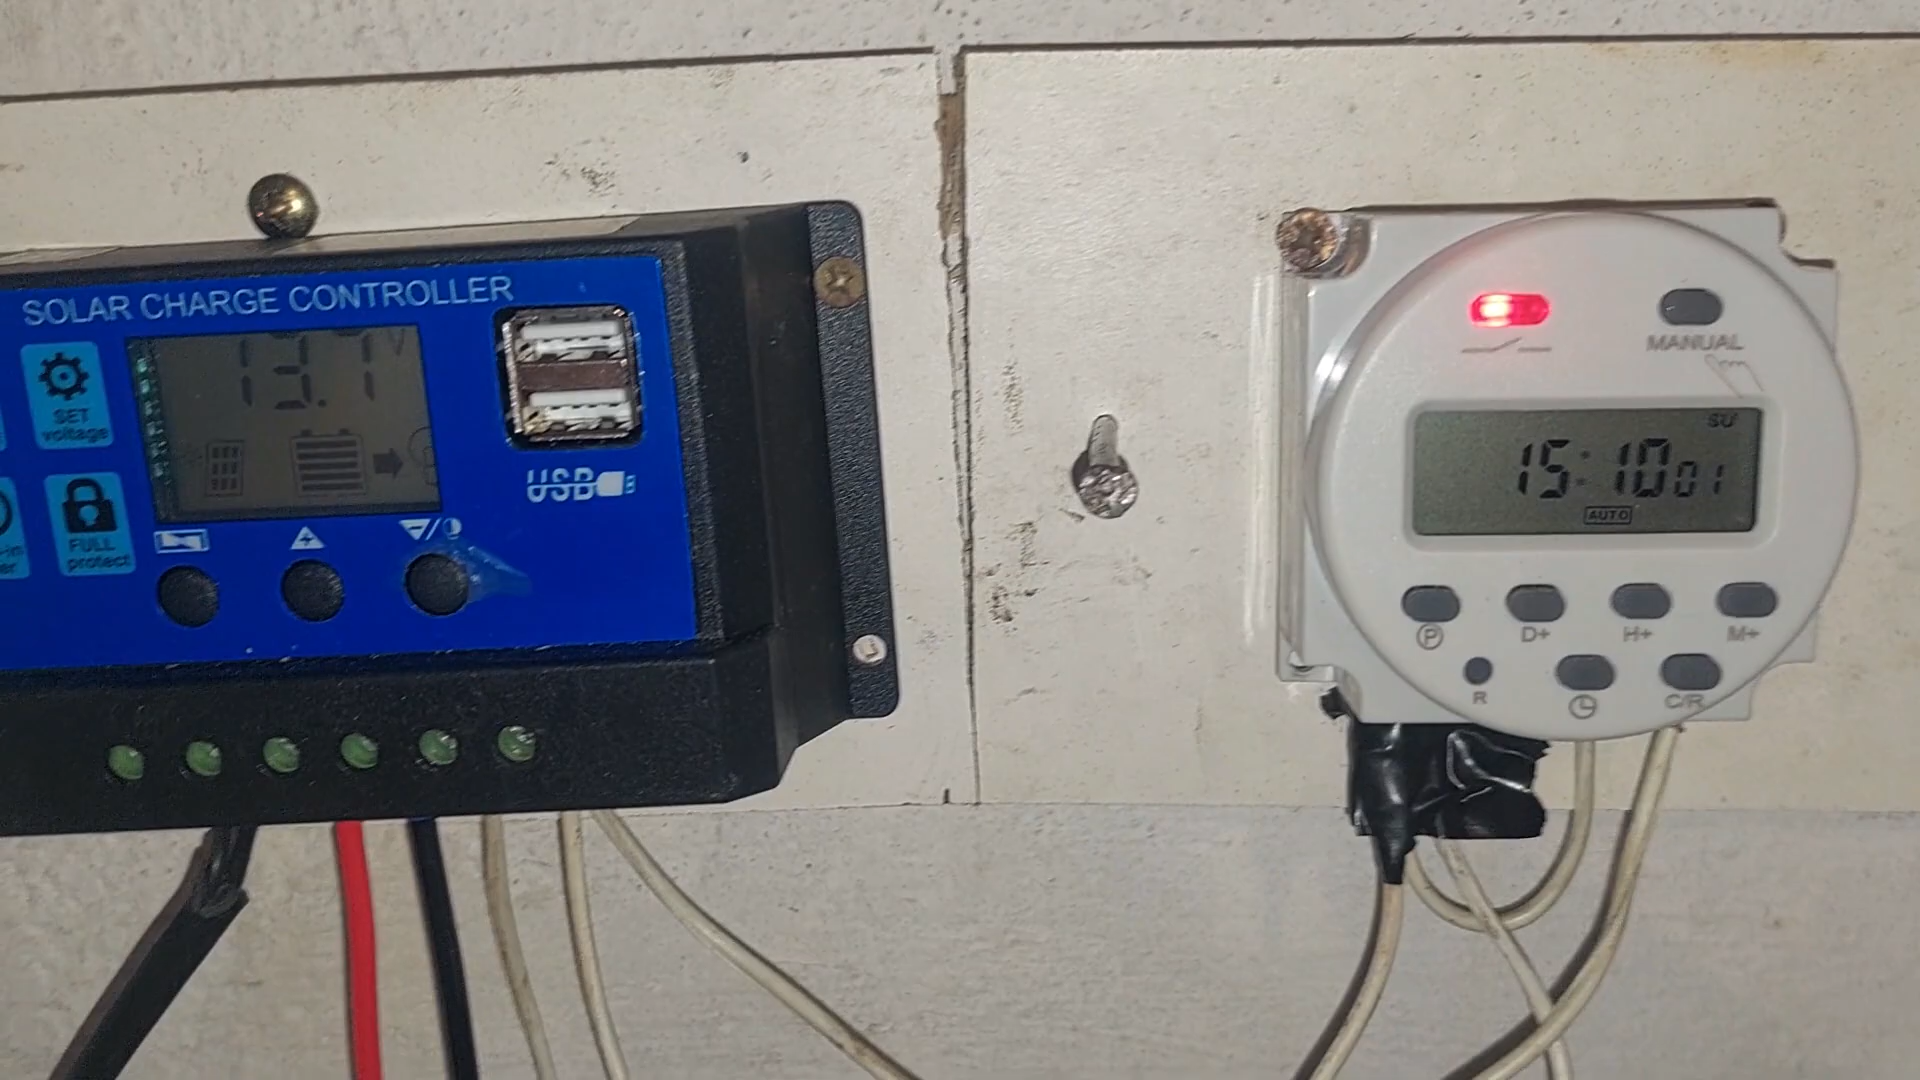 SOLAR CHARGE CONTROLLER
13.1 V
SET
voltage
FULL
protect
USB
MANUAL
SU
15:10 01
AUTO
P
D+
H+
M+
R
C/R